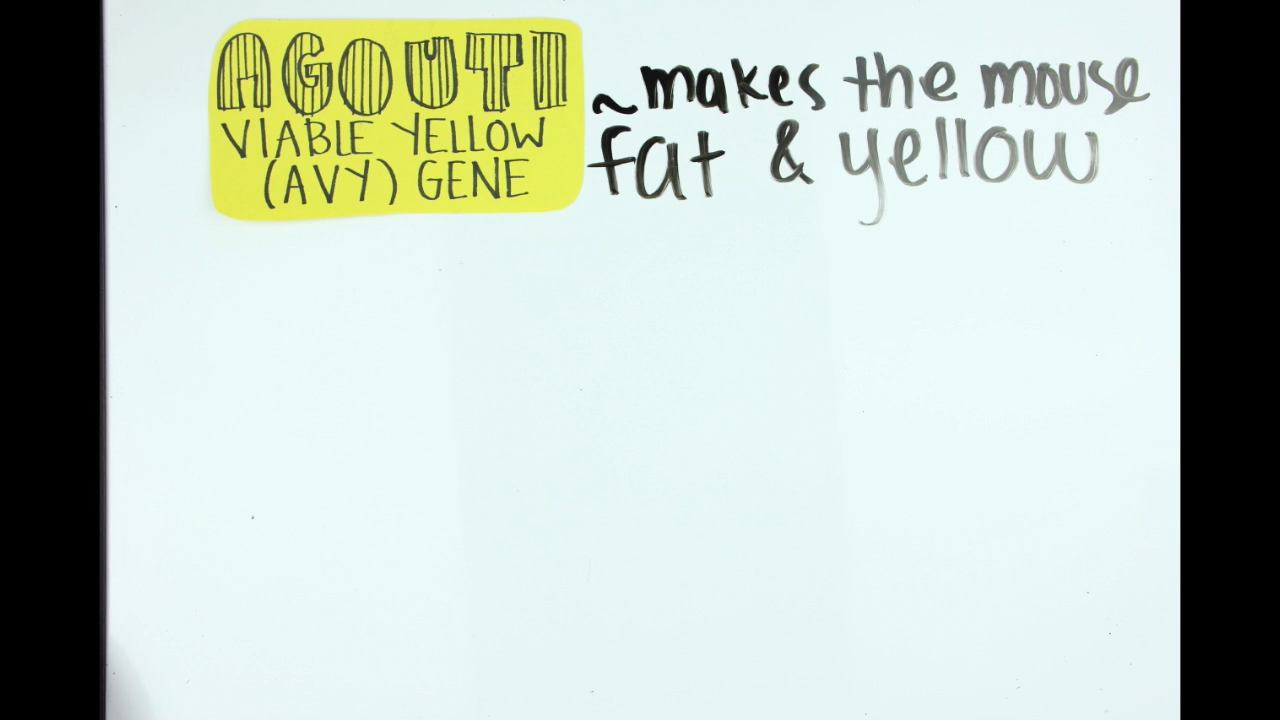 AGOUTI
VIABLE YELLOW
(AVY) GENE
~makes the mouse
fat & yellow